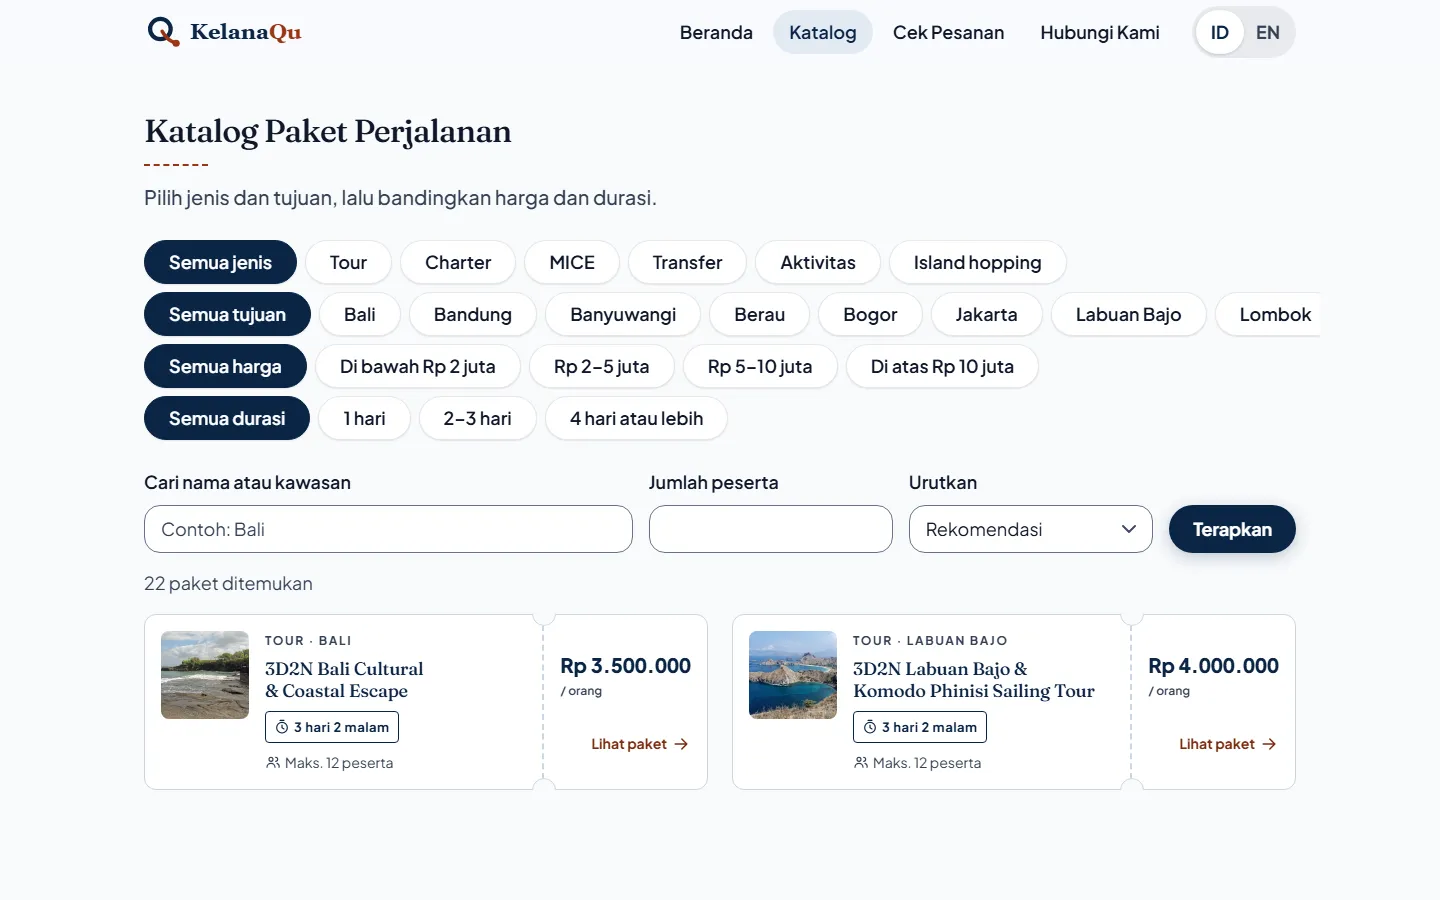 KelanaQu
Beranda
Katalog
Cek Pesanan
Hubungi Kami
ID
EN
Katalog Paket Perjalanan
Pilih jenis dan tujuan, lalu bandingkan harga dan durasi.
Semua jenis
Tour
Charter
MICE
Transfer
Aktivitas
Island hopping
Semua tujuan
Bali
Bandung
Banyuwangi
Berau
Bogor
Jakarta
Labuan Bajo
Lombok
Semua harga
Di bawah Rp 2 juta
Rp 2–5 juta
Rp 5–10 juta
Di atas Rp 10 juta
Semua durasi
1 hari
2–3 hari
4 hari atau lebih
Cari nama atau kawasan
Jumlah peserta
Urutkan
Contoh: Bali
Rekomendasi
Terapkan
22 paket ditemukan
TOUR · BALI
3D2N Bali Cultural
& Coastal Escape
3 hari 2 malam
Maks. 12 peserta
Rp 3.500.000
/ orang
Lihat paket →
TOUR · LABUAN BAJO
3D2N Labuan Bajo &
Komodo Phinisi Sailing Tour
3 hari 2 malam
Maks. 12 peserta
Rp 4.000.000
/ orang
Lihat paket →